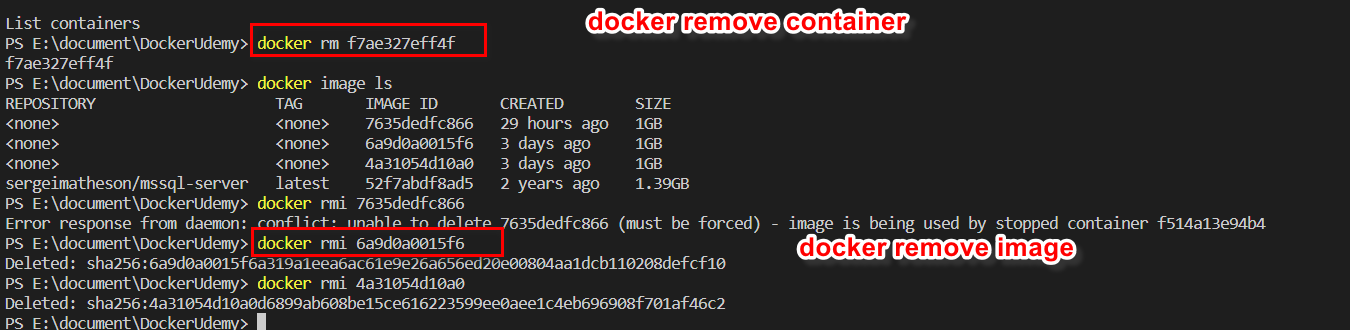 docker remove container
List containers
PS E:\document\DockerUdemy> docker rm f7ae327eff4f
f7ae327eff4f
PS E:\document\DockerUdemy> docker image ls
REPOSITORY TAG IMAGE ID CREATED SIZE
<none> <none> 7635dedfc866 29 hours ago 1GB
<none> <none> 6a9d0a0015f6 3 days ago 1GB
<none> <none> 4a31054d10a0 3 days ago 1GB
sergeimatheson/mssql-server latest 52f7abdf8ad5 2 years ago 1.39GB
PS E:\document\DockerUdemy> docker rmi 7635dedfc866
Error response from daemon: conflict: unable to delete 7635dedfc866 (must be forced) - image is being used by stopped container f514a13e94b4
PS E:\document\DockerUdemy> docker rmi 6a9d0a0015f6
docker remove image
Deleted: sha256:6a9d0a0015f6a319a1eea6ac61e9e26a656ed20e00804aa1dcb110208defcf10
PS E:\document\DockerUdemy> docker rmi 4a31054d10a0
Deleted: sha256:4a31054d10a0d6899ab608be15ce616223599ee0aee1c4eb696908f701af46c2
PS E:\document\DockerUdemy>